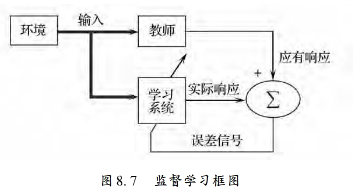 输入
环境
教师
应有响应
+
学习
系统
实际响应
Σ
误差信号
图8.7 监督学习框图